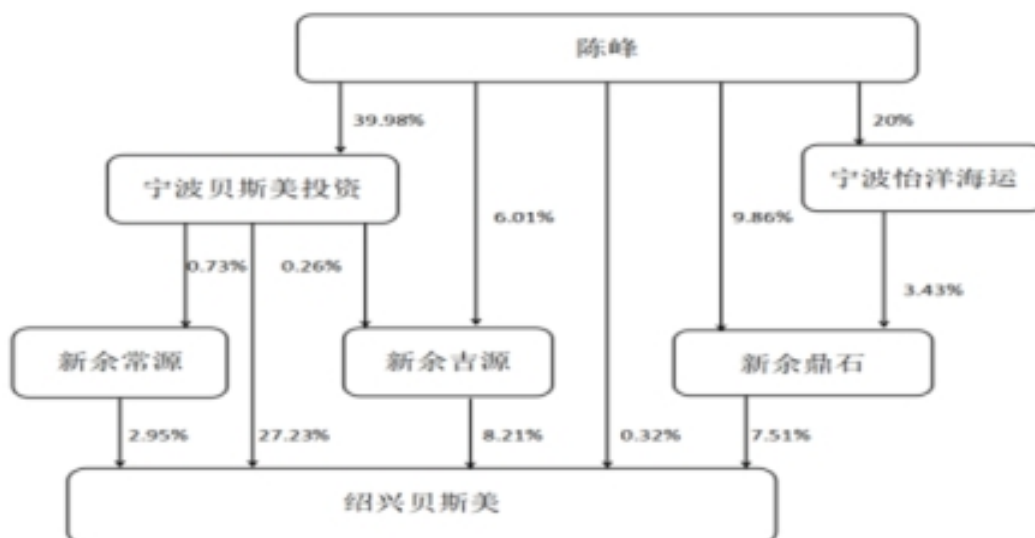 陈峰
39.98%
20%
宁波贝斯美投资
宁波怡洋海运
6.01%
9.86%
0.73%
0.26%
3.43%
新余常源
新余吉源
新余鼎石
2.95%
27.23%
8.21%
0.32%
7.51%
绍兴贝斯美